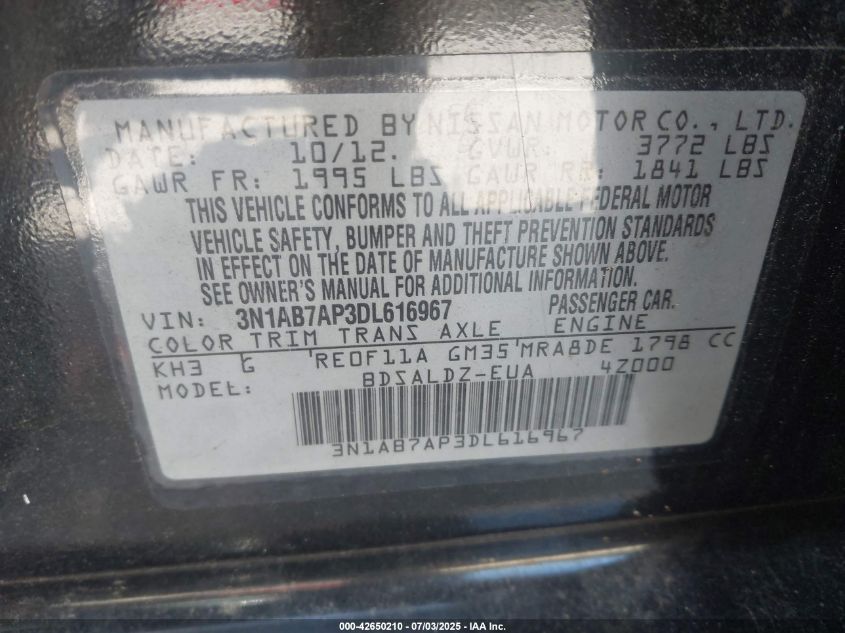 MANUFACTURED BY NISSAN MOTOR CO., LTD.
DATE: 10/12. GVWR: 3772 LBS
GAWR FR: 1995 LBS GAWR RR: 1841 LBS
THIS VEHICLE CONFORMS TO ALL APPLICABLE FEDERAL MOTOR
VEHICLE SAFETY, BUMPER AND THEFT PREVENTION STANDARDS
IN EFFECT ON THE DATE OF MANUFACTURE SHOWN ABOVE.
SEE OWNER'S MANUAL FOR ADDITIONAL INFORMATION.
VIN: 3N1AB7AP3DL616967 PASSENGER CAR.
COLOR TRIM TRANS AXLE ENGINE
KH3 G RE0F11A GM35 MRA8DE 1798 CC
MODEL: BDSALDZ-EUA 4Z000
3N1AB7AP3DL616967
000-42650210 - 07/03/2025 - IAA Inc.